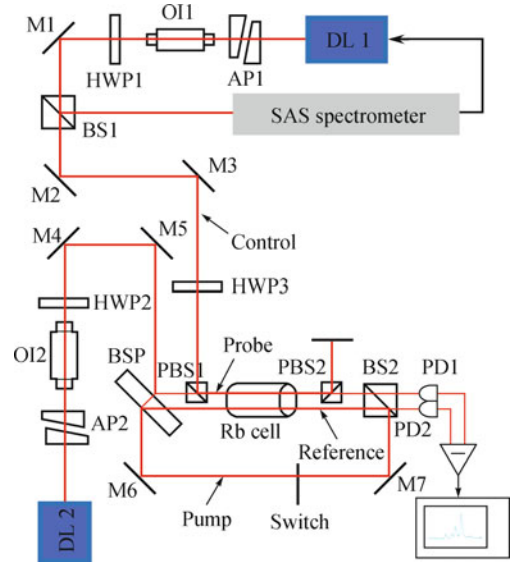 M1
OI1
HWP1
AP1
DL 1
BS1
SAS spectrometer
M2
M3
Control
M4
M5
HWP2
HWP3
OI2
BSP
PBS1
Probe
PBS2
BS2
PD1
AP2
Rb cell
PD2
Reference
M6
M7
Pump
Switch
DL 2